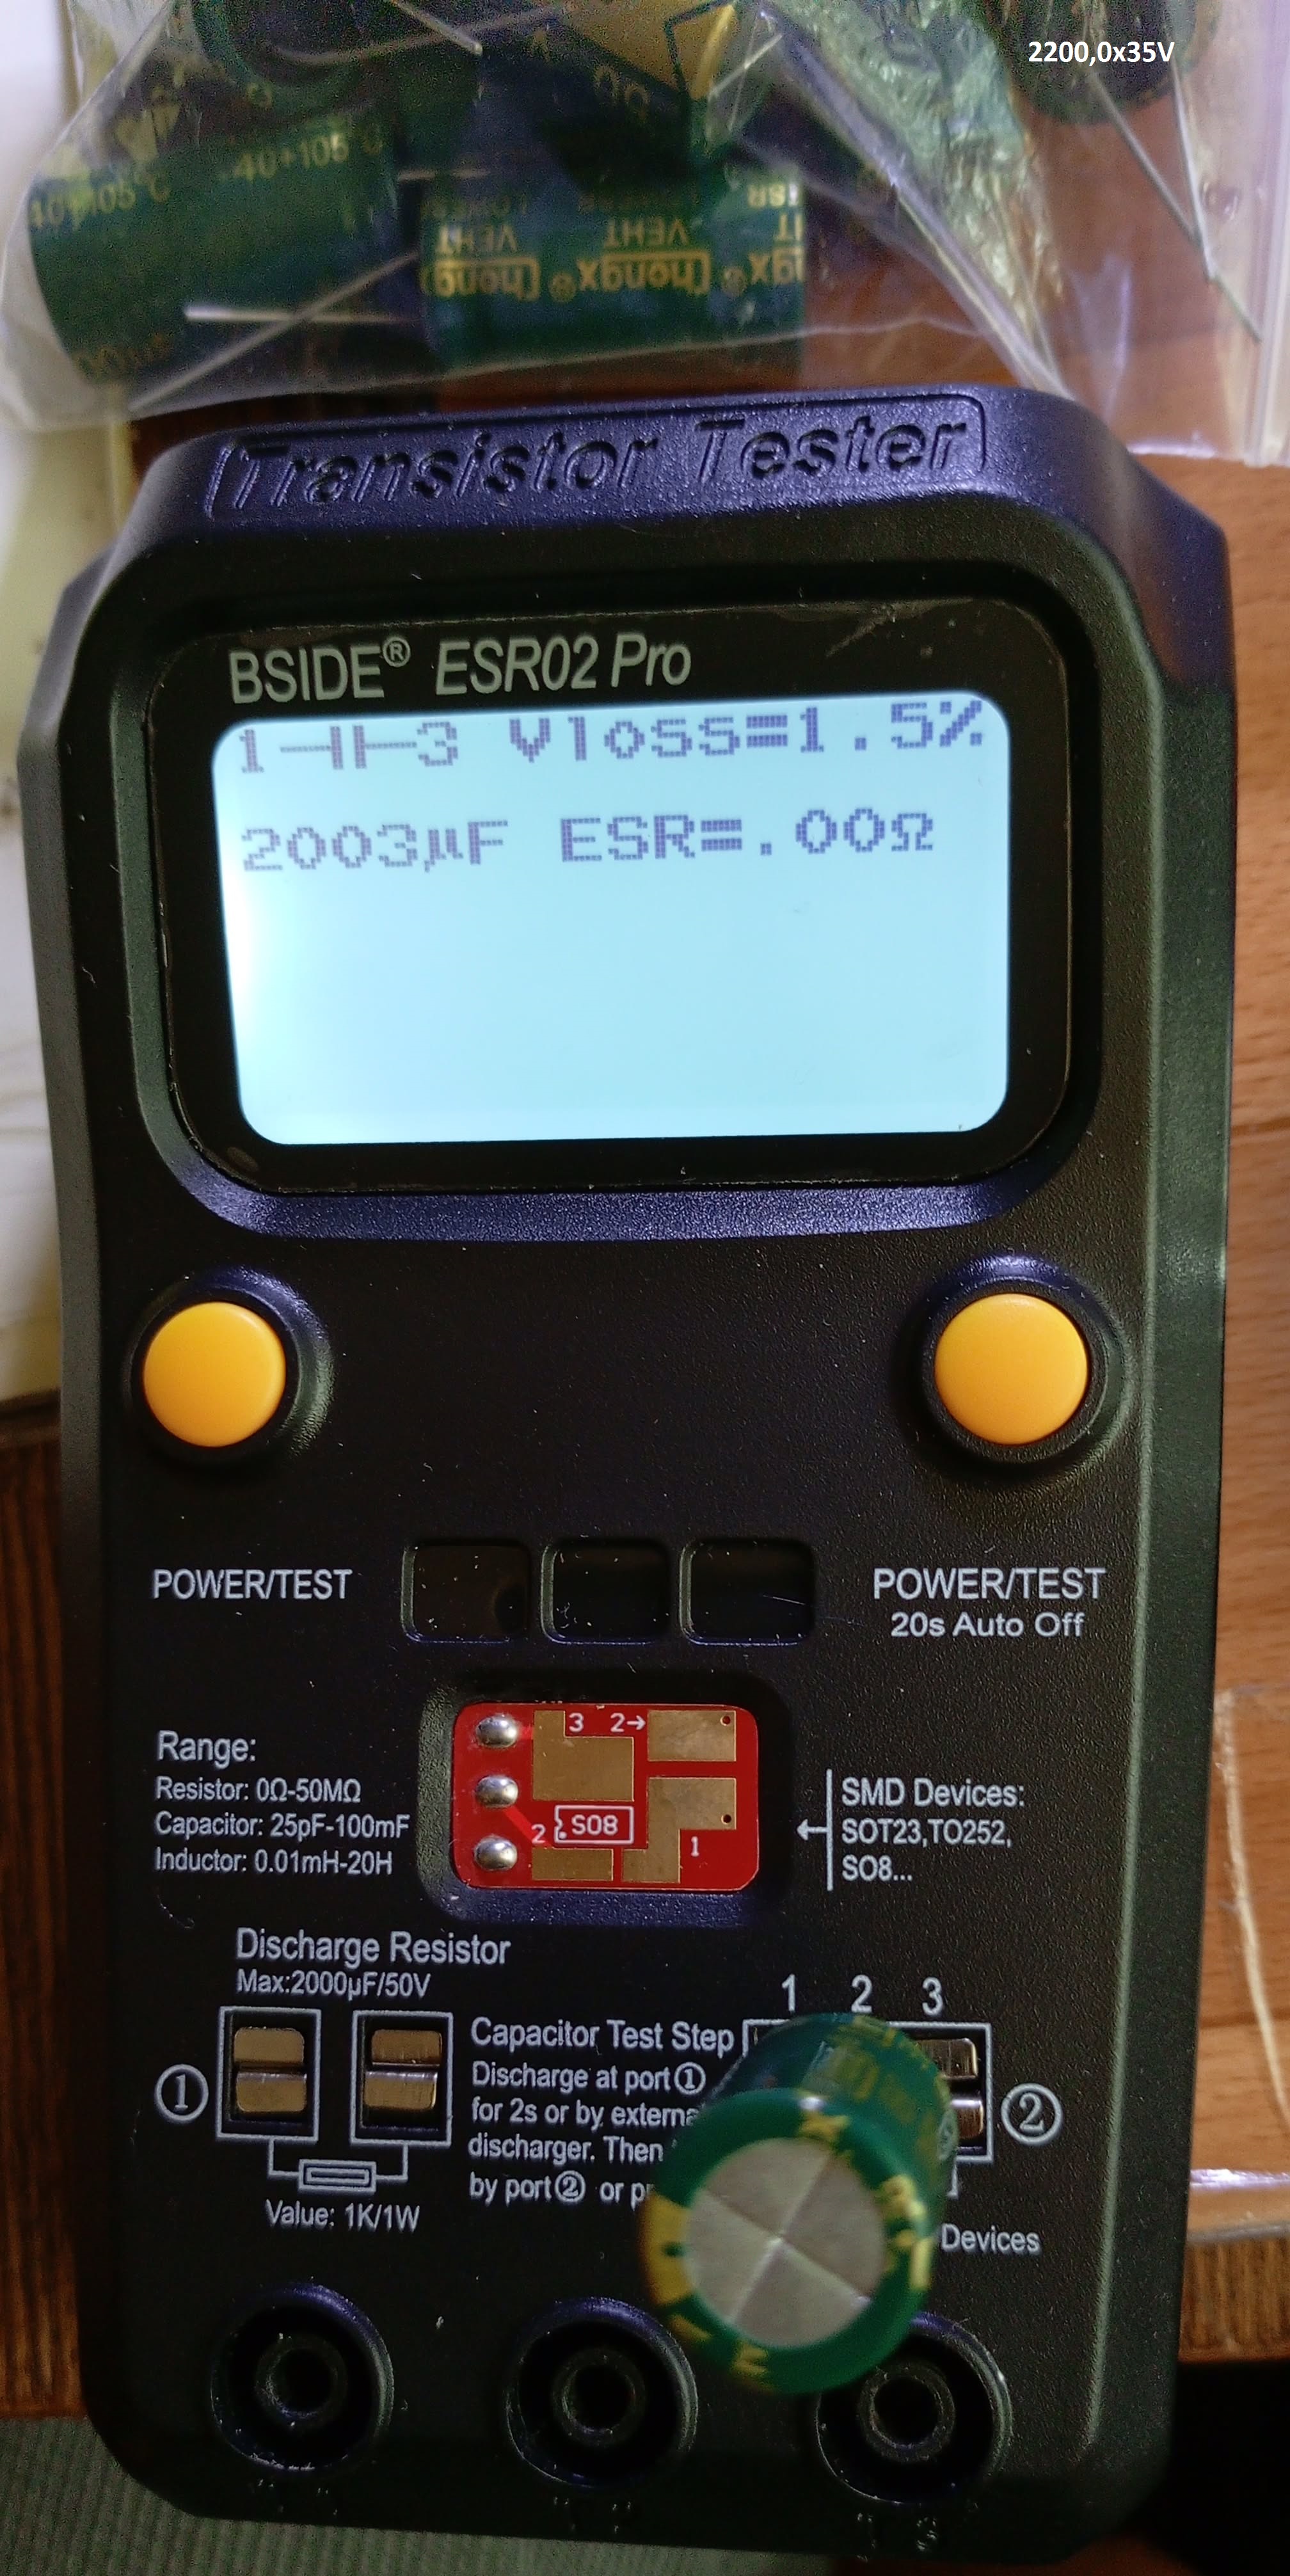 2200,0x35V
-40+105°C
40+105°C
VEHT
VEHT
hongx®
hongx®
Transistor Tester
BSIDE® ESR02 Pro
1 3 Vloss=1.5%
2003µF ESR=.00Ω
POWER/TEST
POWER/TEST
20s Auto Off
3 2→
SO8
2
1
Range:
Resistor: 0Ω-50MΩ
Capacitor: 25pF-100mF
Inductor: 0.01mH-20H
SMD Devices:
SOT23,TO252,
SO8...
Discharge Resistor
Max:2000µF/50V
1 2 3
① 
Capacitor Test Step
Discharge at port①
for 2s or by externa
discharger. Then
by port② or p
②
Value: 1K/1W
Devices